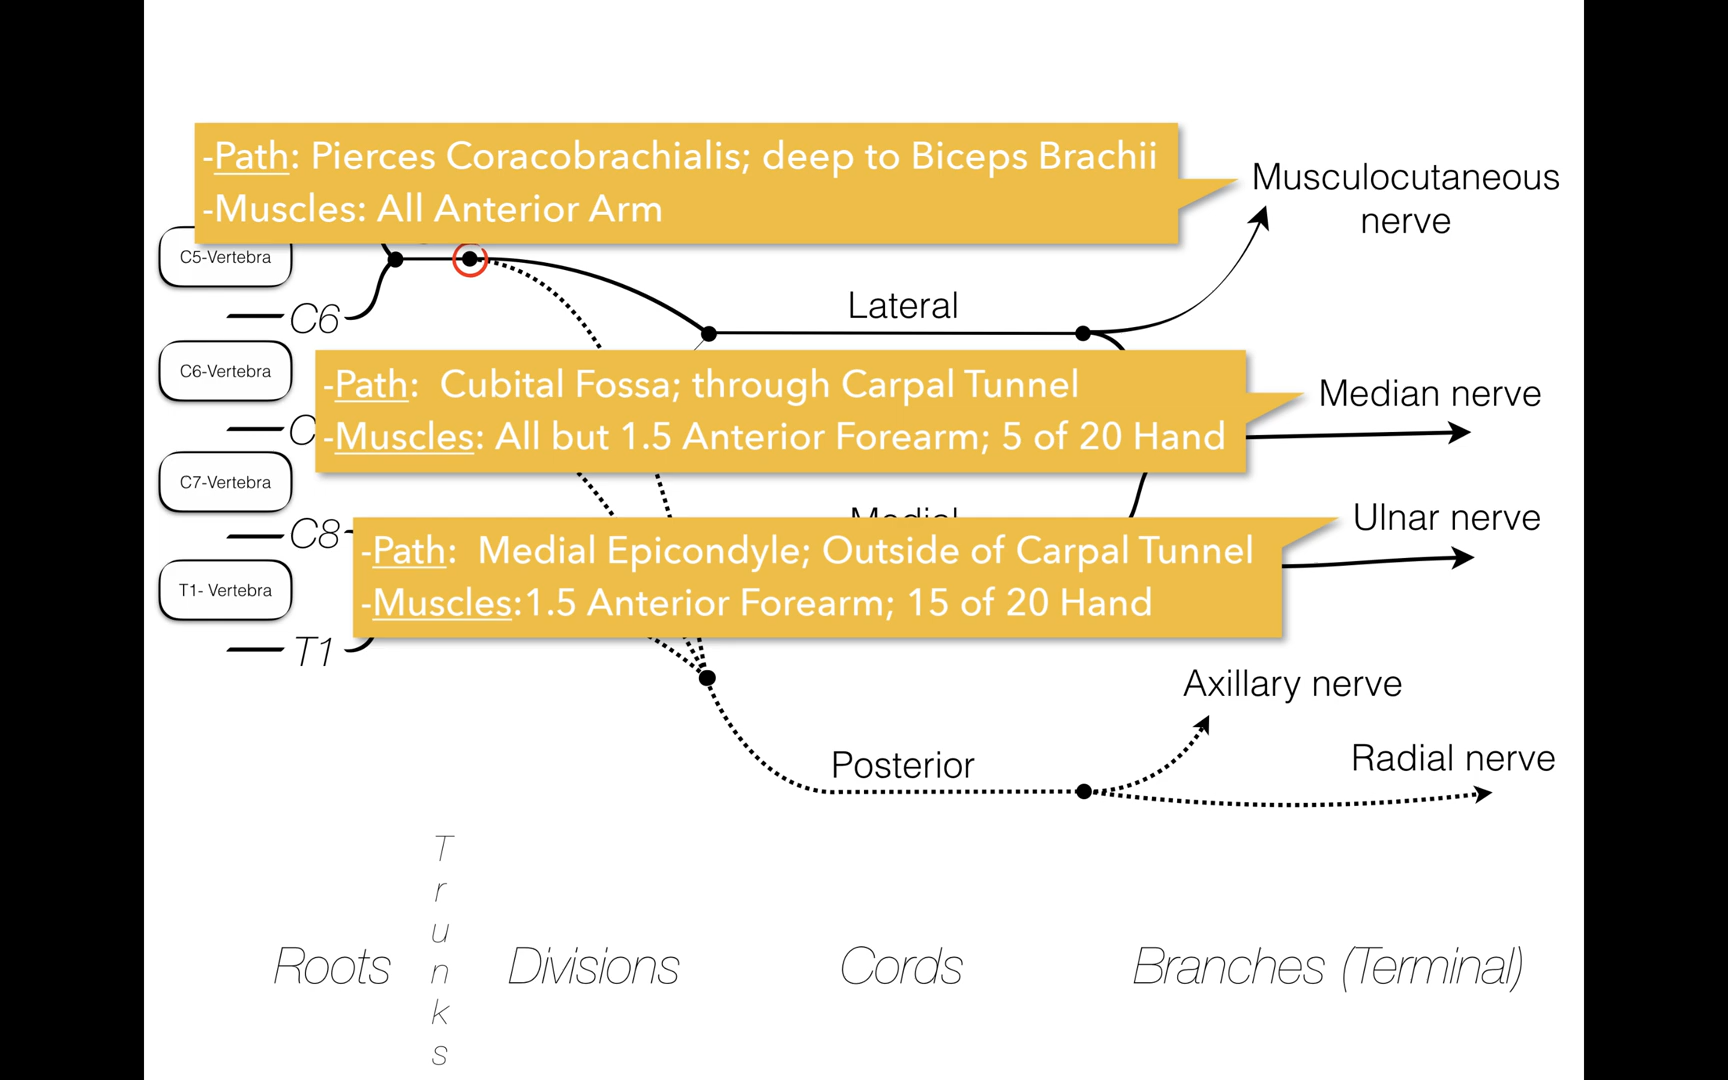 -Path: Pierces Coracobrachialis; deep to Biceps Brachii
-Muscles: All Anterior Arm
Musculocutaneous
nerve
C5-Vertebra
C6
Lateral
C6-Vertebra
-Path: Cubital Fossa; through Carpal Tunnel
-Muscles: All but 1.5 Anterior Forearm; 5 of 20 Hand
Median nerve
C
C7-Vertebra
C8
Medial
Ulnar nerve
-Path: Medial Epicondyle; Outside of Carpal Tunnel
-Muscles:1.5 Anterior Forearm; 15 of 20 Hand
T1- Vertebra
T1
Axillary nerve
Posterior
Radial nerve
Roots
Trunks
Divisions
Cords
Branches (Terminal)